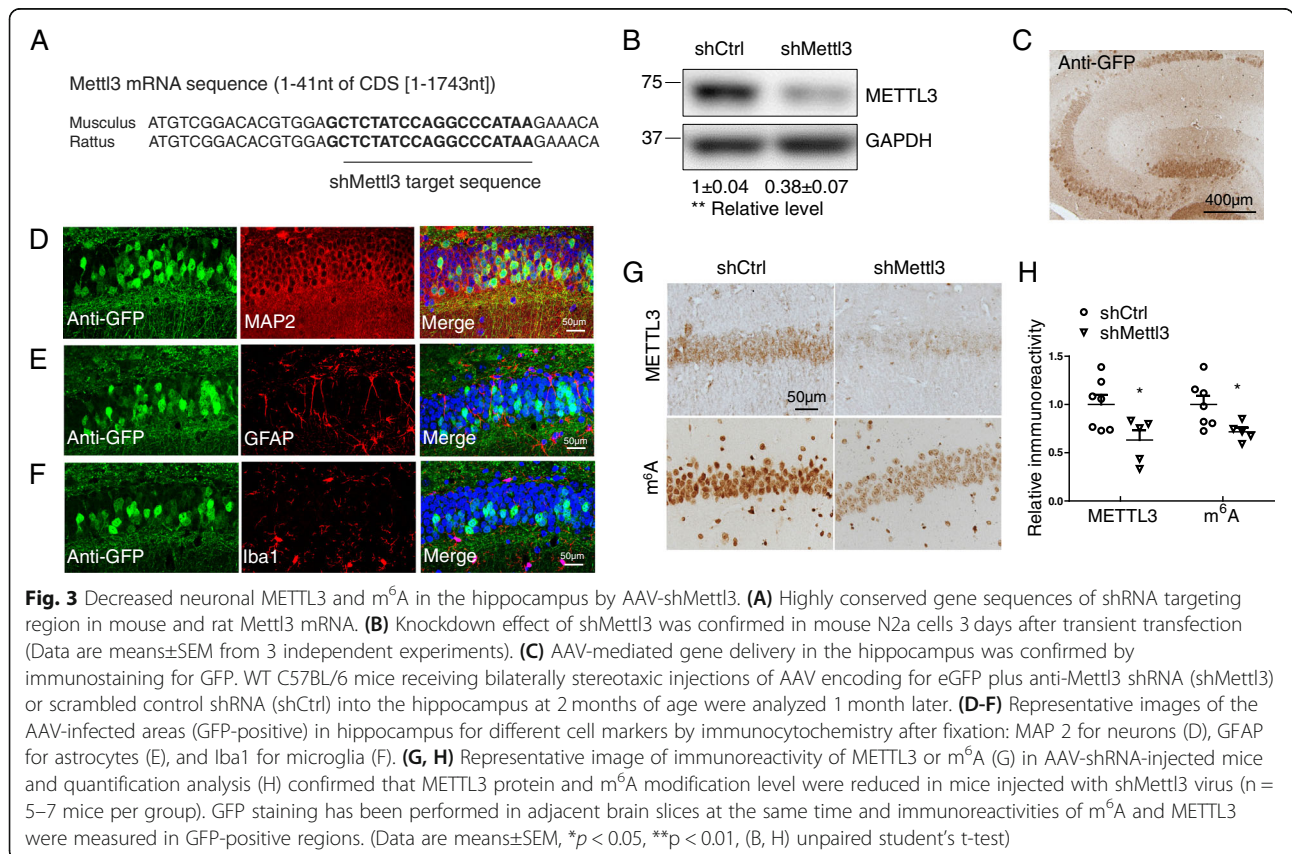 A
Mettl3 mRNA sequence (1-41nt of CDS [1-1743nt])
Musculus ATGTCGGACACGTGGAGCTCTATCCAGGCCCATAAGAAACA
Rattus ATGTCGGACACGTGGAGCTCTATCCAGGCCCATAAGAAACA
shMettl3 target sequence
B
shCtrl shMettl3
75
METTL3
37
GAPDH
1±0.04 0.38±0.07
** Relative level
C
Anti-GFP
400µm
D
Anti-GFP MAP2 Merge
50µm
E
Anti-GFP GFAP Merge
50µm
F
Anti-GFP Iba1 Merge
50µm
G
shCtrl shMettl3
METTL3
50µm
m⁶A
H
shCtrl
shMettl3
Relative inmmunoreactivity
1.5
1.0
0.5
0.0
* *
METTL3 m⁶A
Fig. 3 Decreased neuronal METTL3 and m⁶A in the hippocampus by AAV-shMettl3. (A) Highly conserved gene sequences of shRNA targeting
region in mouse and rat Mettl3 mRNA. (B) Knockdown effect of shMettl3 was confirmed in mouse N2a cells 3 days after transient transfection
(Data are means±SEM from 3 independent experiments). (C) AAV-mediated gene delivery in the hippocampus was confirmed by
immunostaining for GFP. WT C57BL/6 mice receiving bilaterally stereotaxic injections of AAV encoding for eGFP plus anti-Mettl3 shRNA (shMettl3)
or scrambled control shRNA (shCtrl) into the hippocampus at 2 months of age were analyzed 1 month later. (D-F) Representative images of the
AAV-infected areas (GFP-positive) in hippocampus for different cell markers by immunocytochemistry after fixation: MAP 2 for neurons (D), GFAP
for astrocytes (E), and Iba1 for microglia (F). (G, H) Representative image of immunoreactivity of METTL3 or m⁶A (G) in AAV-shRNA-injected mice
and quantification analysis (H) confirmed that METTL3 protein and m⁶A modification level were reduced in mice injected with shMettl3 virus (n =
5–7 mice per group). GFP staining has been performed in adjacent brain slices at the same time and immunoreactivities of m⁶A and METTL3
were measured in GFP-positive regions. (Data are means±SEM, *p < 0.05, **p < 0.01, (B, H) unpaired student's t-test)